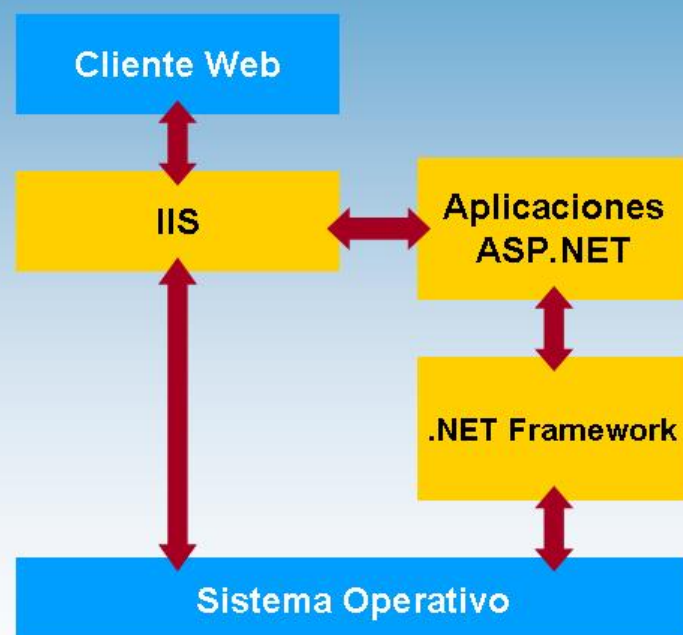 Cliente Web
IIS
Aplicaciones
ASP.NET
.NET Framework
Sistema Operativo